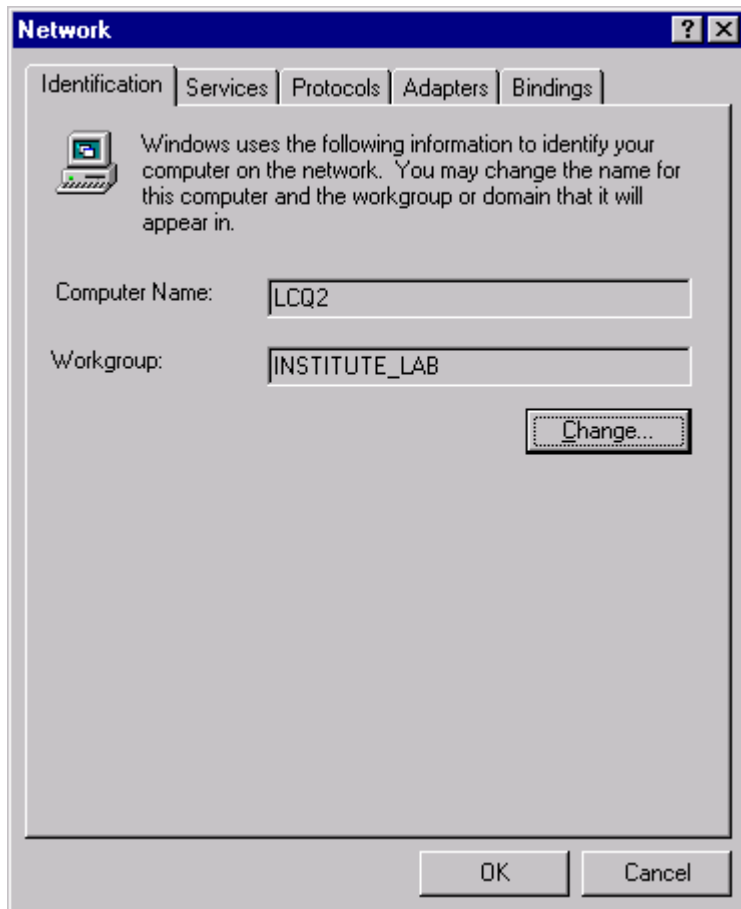 Network
Identification Services Protocols Adapters Bindings
Windows uses the following information to identify your
computer on the network. You may change the name for
this computer and the workgroup or domain that it will
appear in.
Computer Name: LCQ2
Workgroup: INSTITUTE_LAB
Change...
OK Cancel